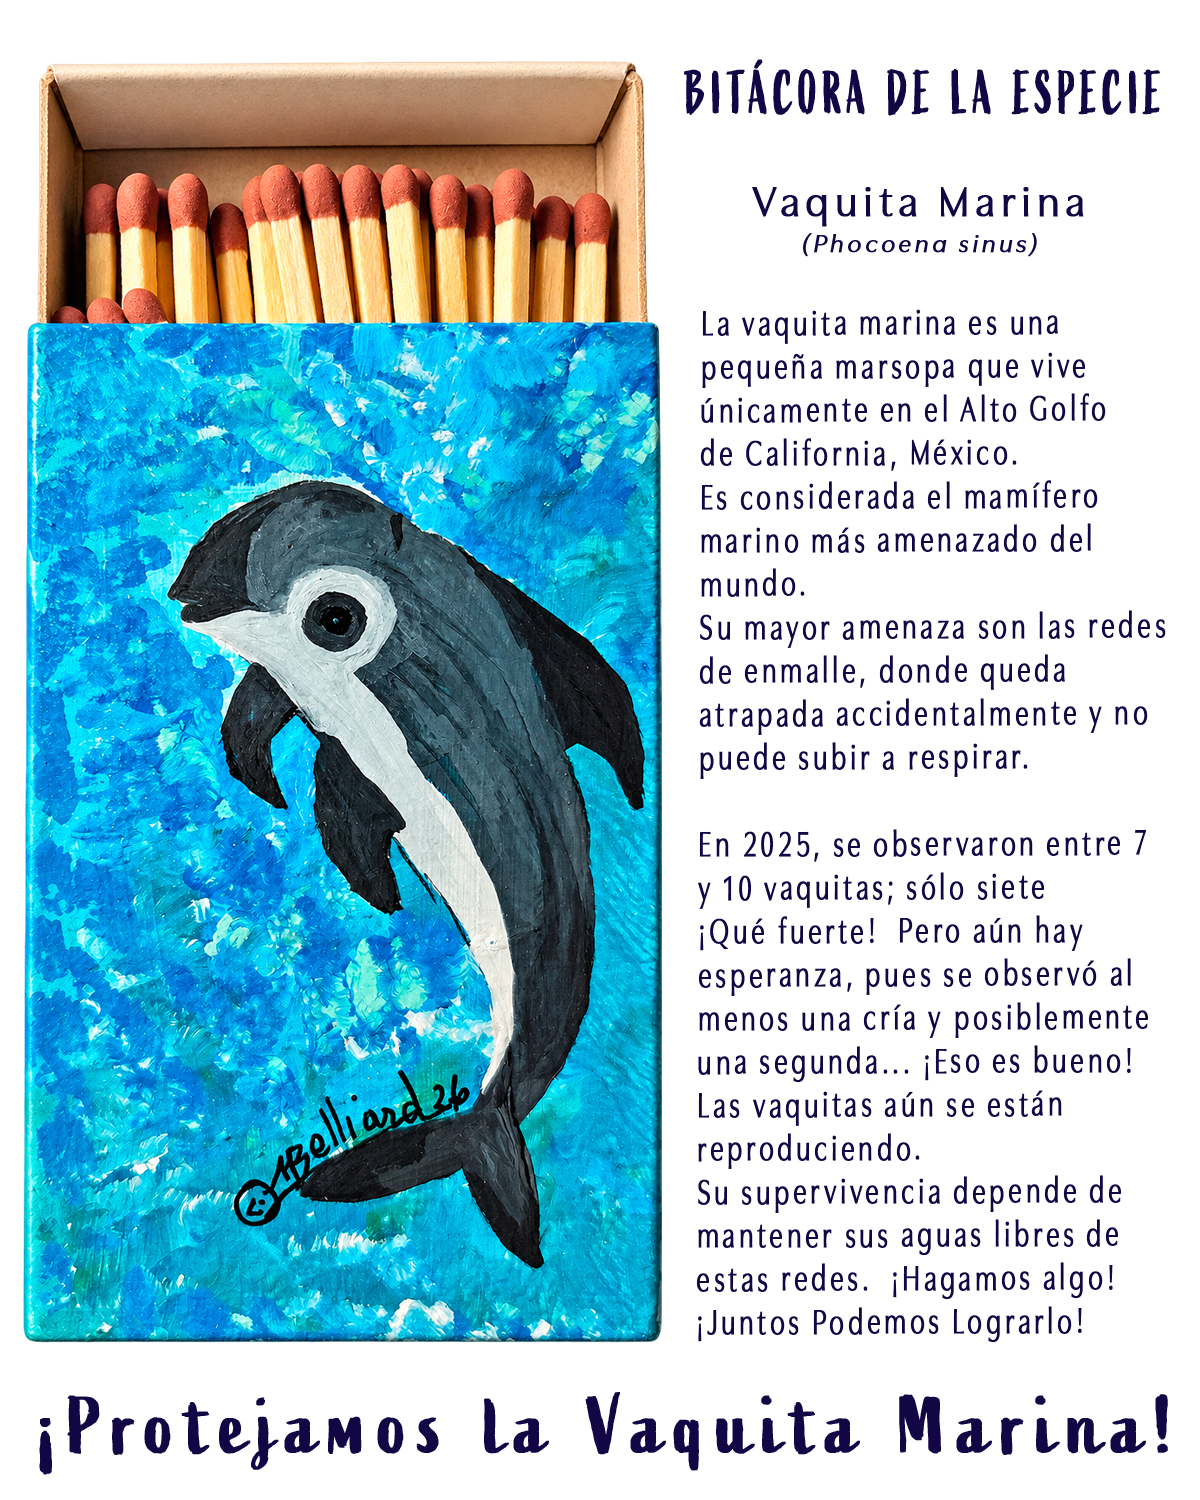 BITÁCORA DE LA ESPECIE
Vaquita Marina
(Phocoena sinus)
La vaquita marina es una
pequeña marsopa que vive
únicamente en el Alto Golfo
de California, México.
Es considerada el mamífero
marino más amenazado del
mundo.
Su mayor amenaza son las redes
de enmalle, donde queda
atrapada accidentalmente y no
puede subir a respirar.
En 2025, se observaron entre 7
y 10 vaquitas; sólo siete
¡Qué fuerte!  Pero aún hay
esperanza, pues se observó al
menos una cría y posiblemente
una segunda... ¡Eso es bueno!
Las vaquitas aún se están
reproduciendo.
Su supervivencia depende de
mantener sus aguas libres de
estas redes.  ¡Hagamos algo!
¡Juntos Podemos Lograrlo!
ABelliard 26
¡Protejamos la Vaquita Marina!